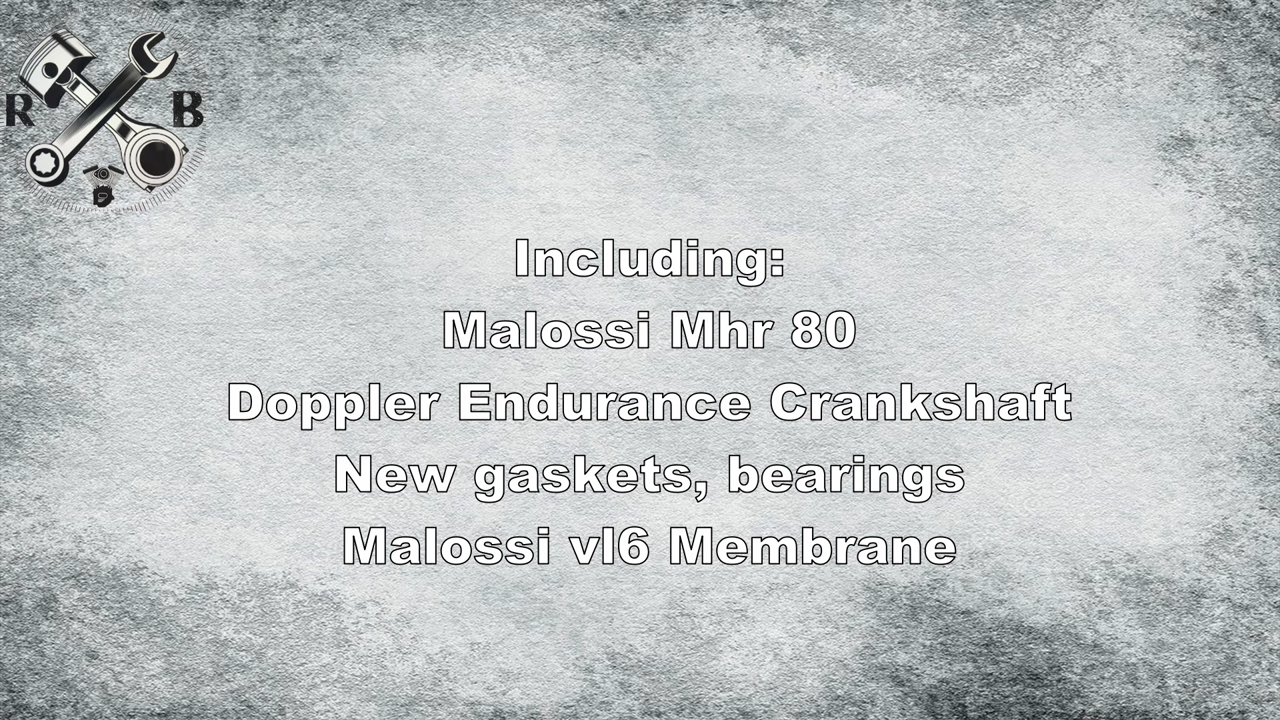 R B
Including:
Malossi Mhr 80
Doppler Endurance Crankshaft
New gaskets, bearings
Malossi vl6 Membrane